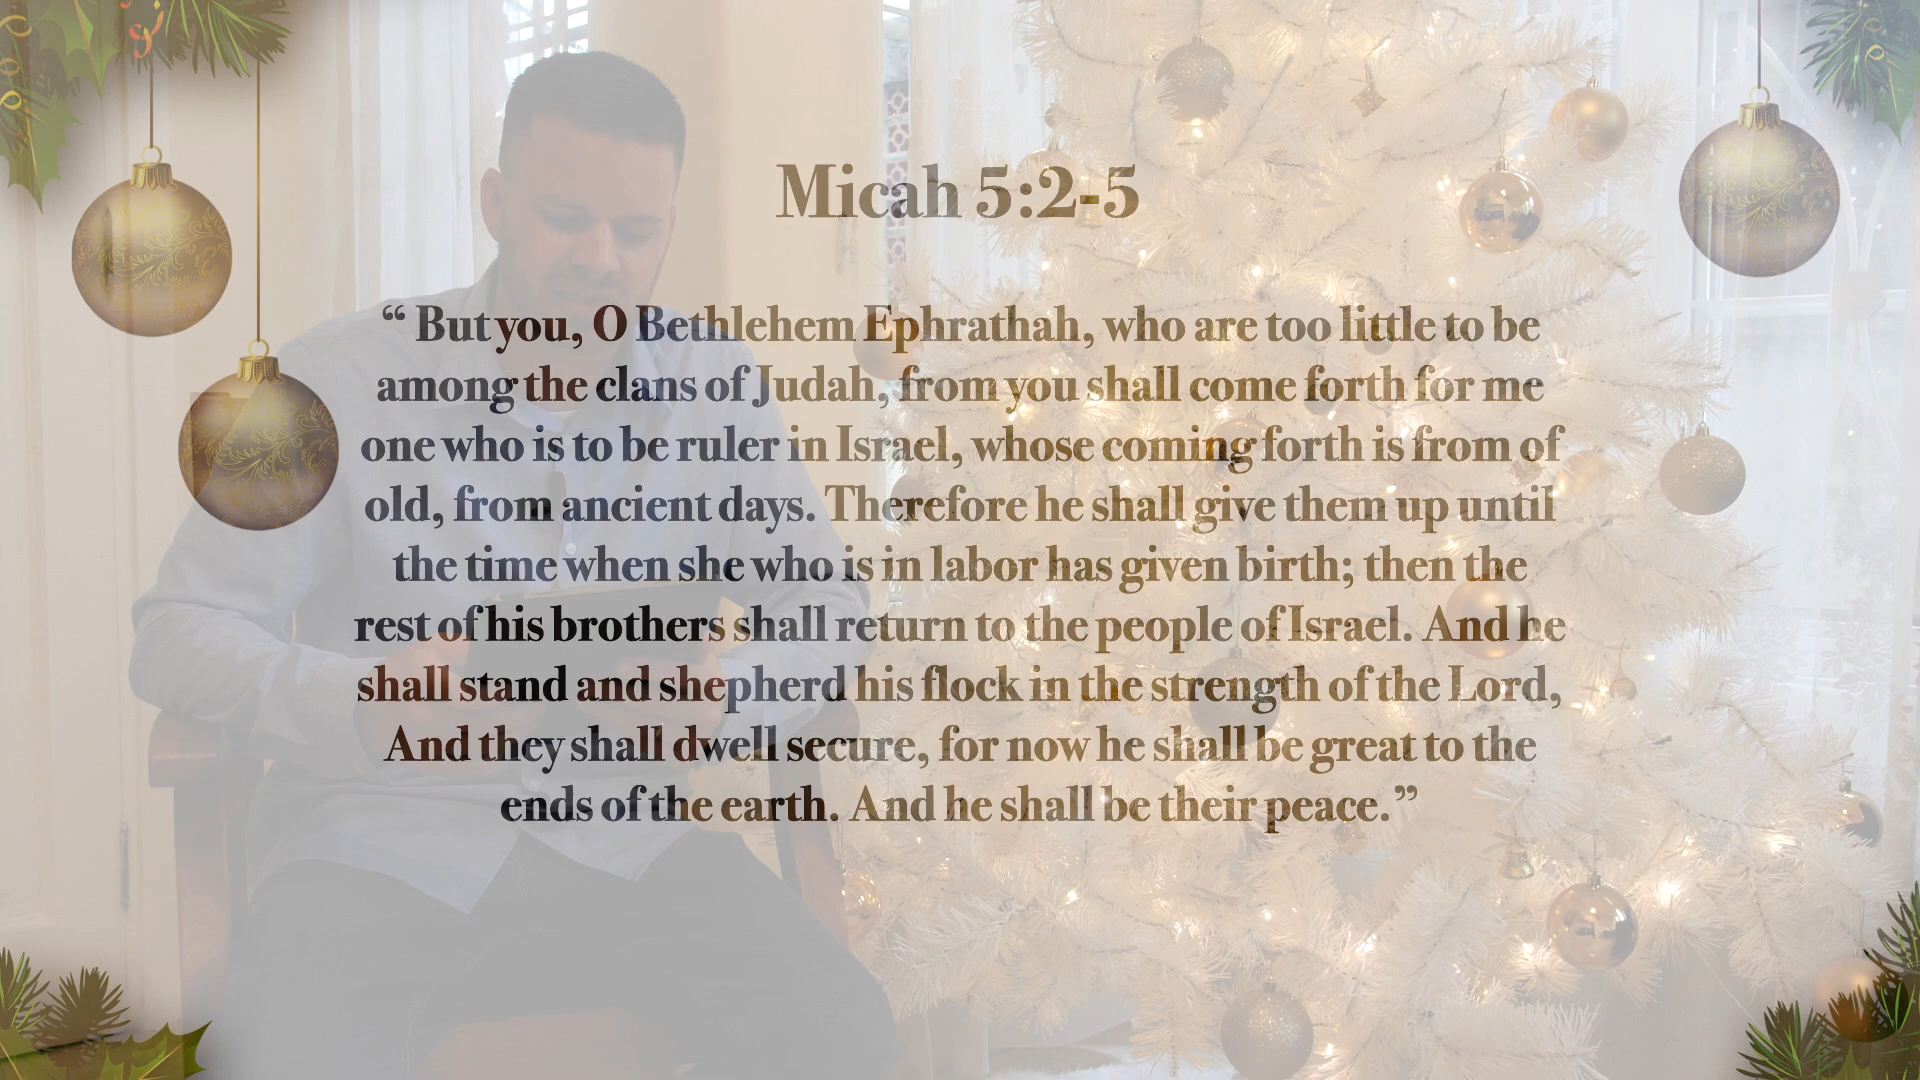 Micah 5:2-5
“ But you, O Bethlehem Ephrathah, who are too little to be
among the clans of Judah, from you shall come forth for me
one who is to be ruler in Israel, whose coming forth is from of
old, from ancient days. Therefore he shall give them up until
the time when she who is in labor has given birth; then the
rest of his brothers shall return to the people of Israel. And he
shall stand and shepherd his flock in the strength of the Lord,
And they shall dwell secure, for now he shall be great to the
ends of the earth. And he shall be their peace.”